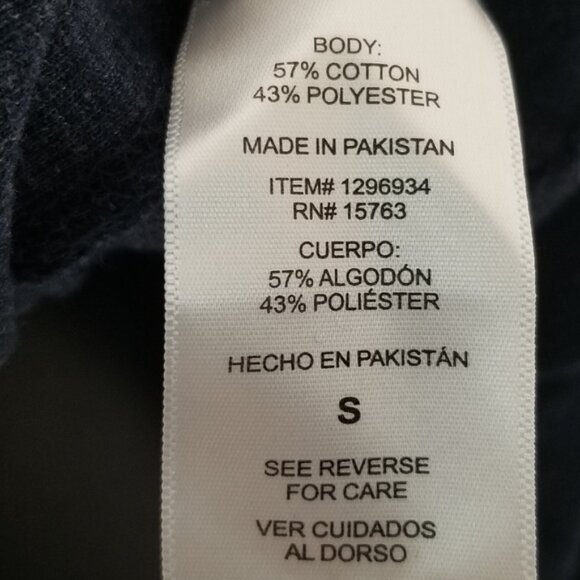 BODY:
57% COTTON
43% POLYESTER
MADE IN PAKISTAN
ITEM# 1296934
RN# 15763
CUERPO:
57% ALGODÓN
43% POLIÉSTER
HECHO EN PAKISTÁN
S
SEE REVERSE
FOR CARE
VER CUIDADOS
AL DORSO